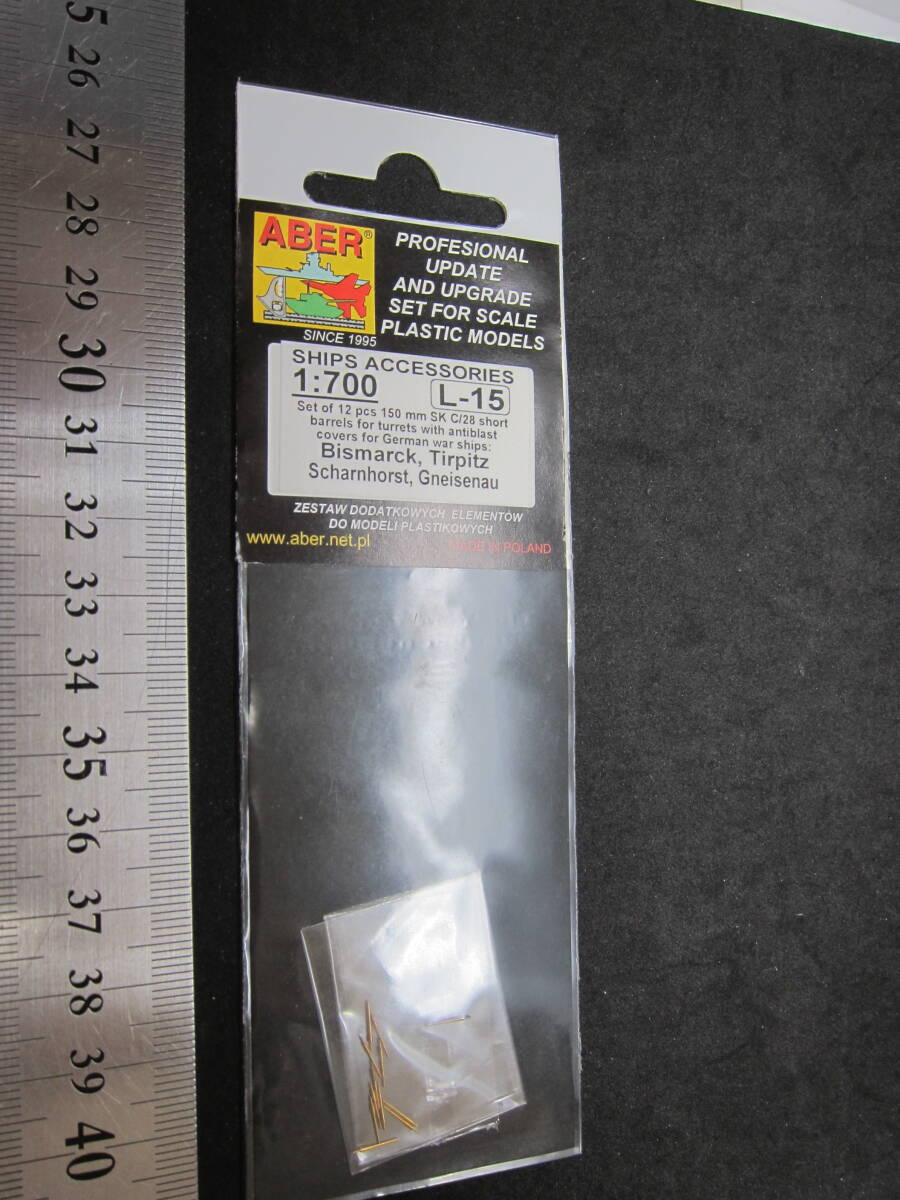 5
26
27
28
29
30
31
32
33
34
35
36
37
38
39
40
ABER®
SINCE 1995
PROFESIONAL
UPDATE
AND UPGRADE
SET FOR SCALE
PLASTIC MODELS
SHIPS ACCESSORIES
1:700 L-15
Set of 12 pcs 150 mm SK C/28 short
barrels for turrets with antiblast
covers for German war ships:
Bismarck, Tirpitz
Scharnhorst, Gneisenau
ZESTAW DODATKOWYCH ELEMENTÓW
DO MODELI PLASTIKOWYCH
www.aber.net.pl MADE IN POLAND